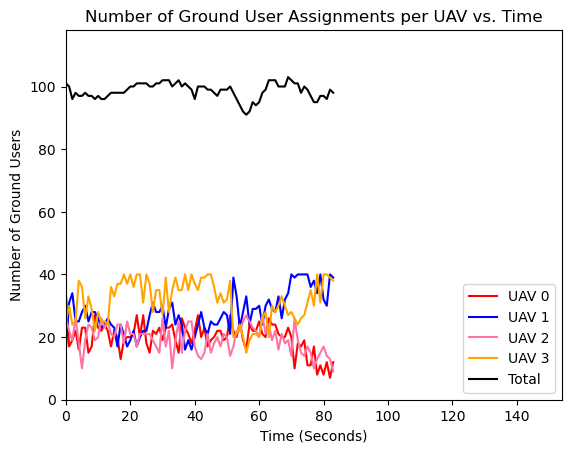 Number of Ground User Assignments per UAV vs. Time
Number of Ground Users
100
80
60
40
20
0
0 20 40 60 80 100 120 140
Time (Seconds)
UAV 0
UAV 1
UAV 2
UAV 3
Total